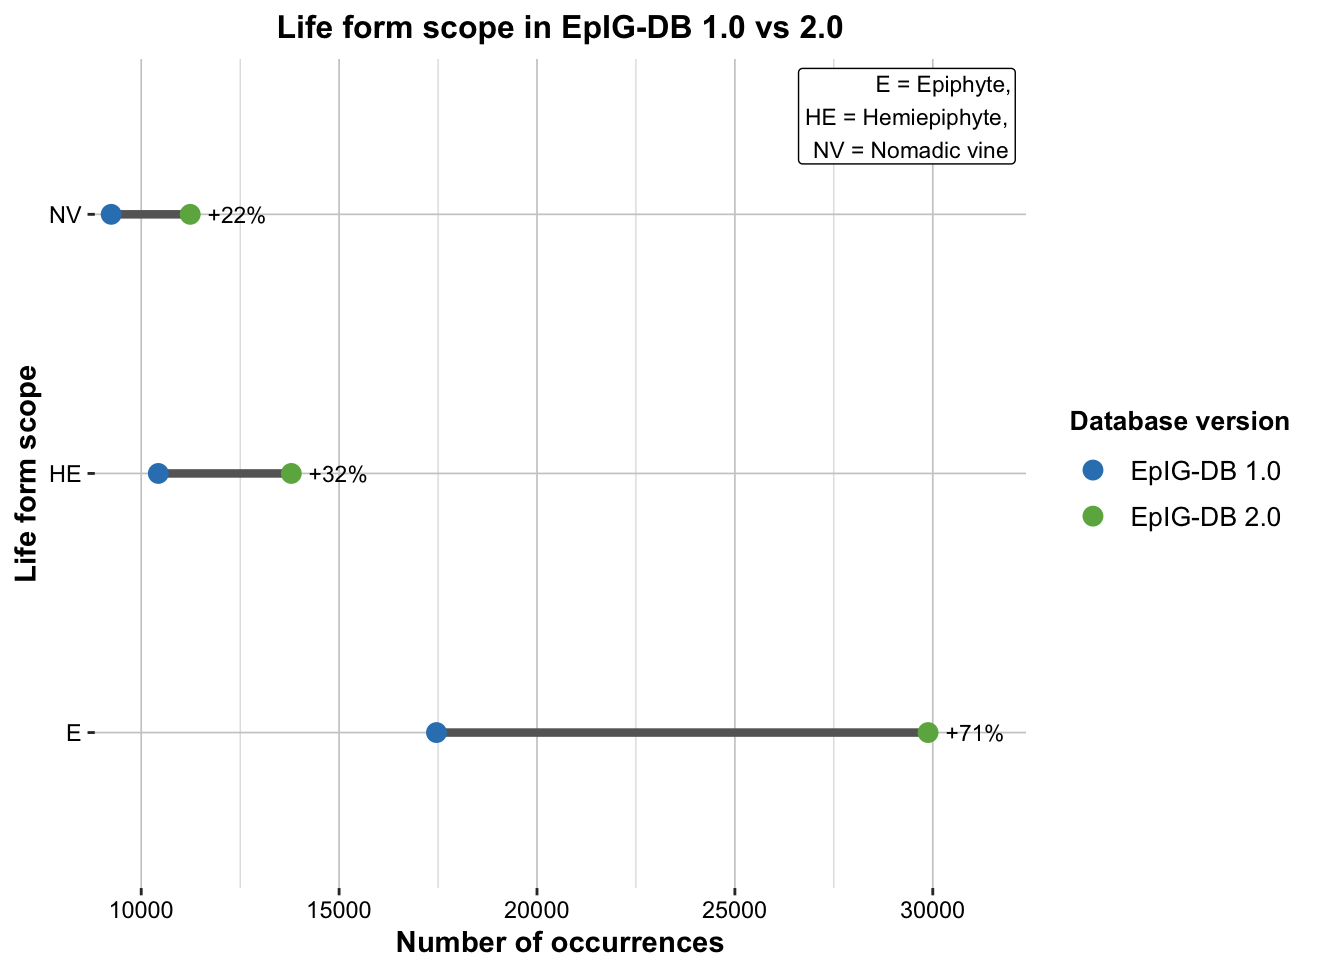 Life form scope in EpIG-DB 1.0 vs 2.0
E = Epiphyte,
HE = Hemiepiphyte,
NV = Nomadic vine
NV
+22%
HE
+32%
E
+71%
Life form scope
10000
15000
20000
25000
30000
Number of occurrences
Database version
EpIG-DB 1.0
EpIG-DB 2.0